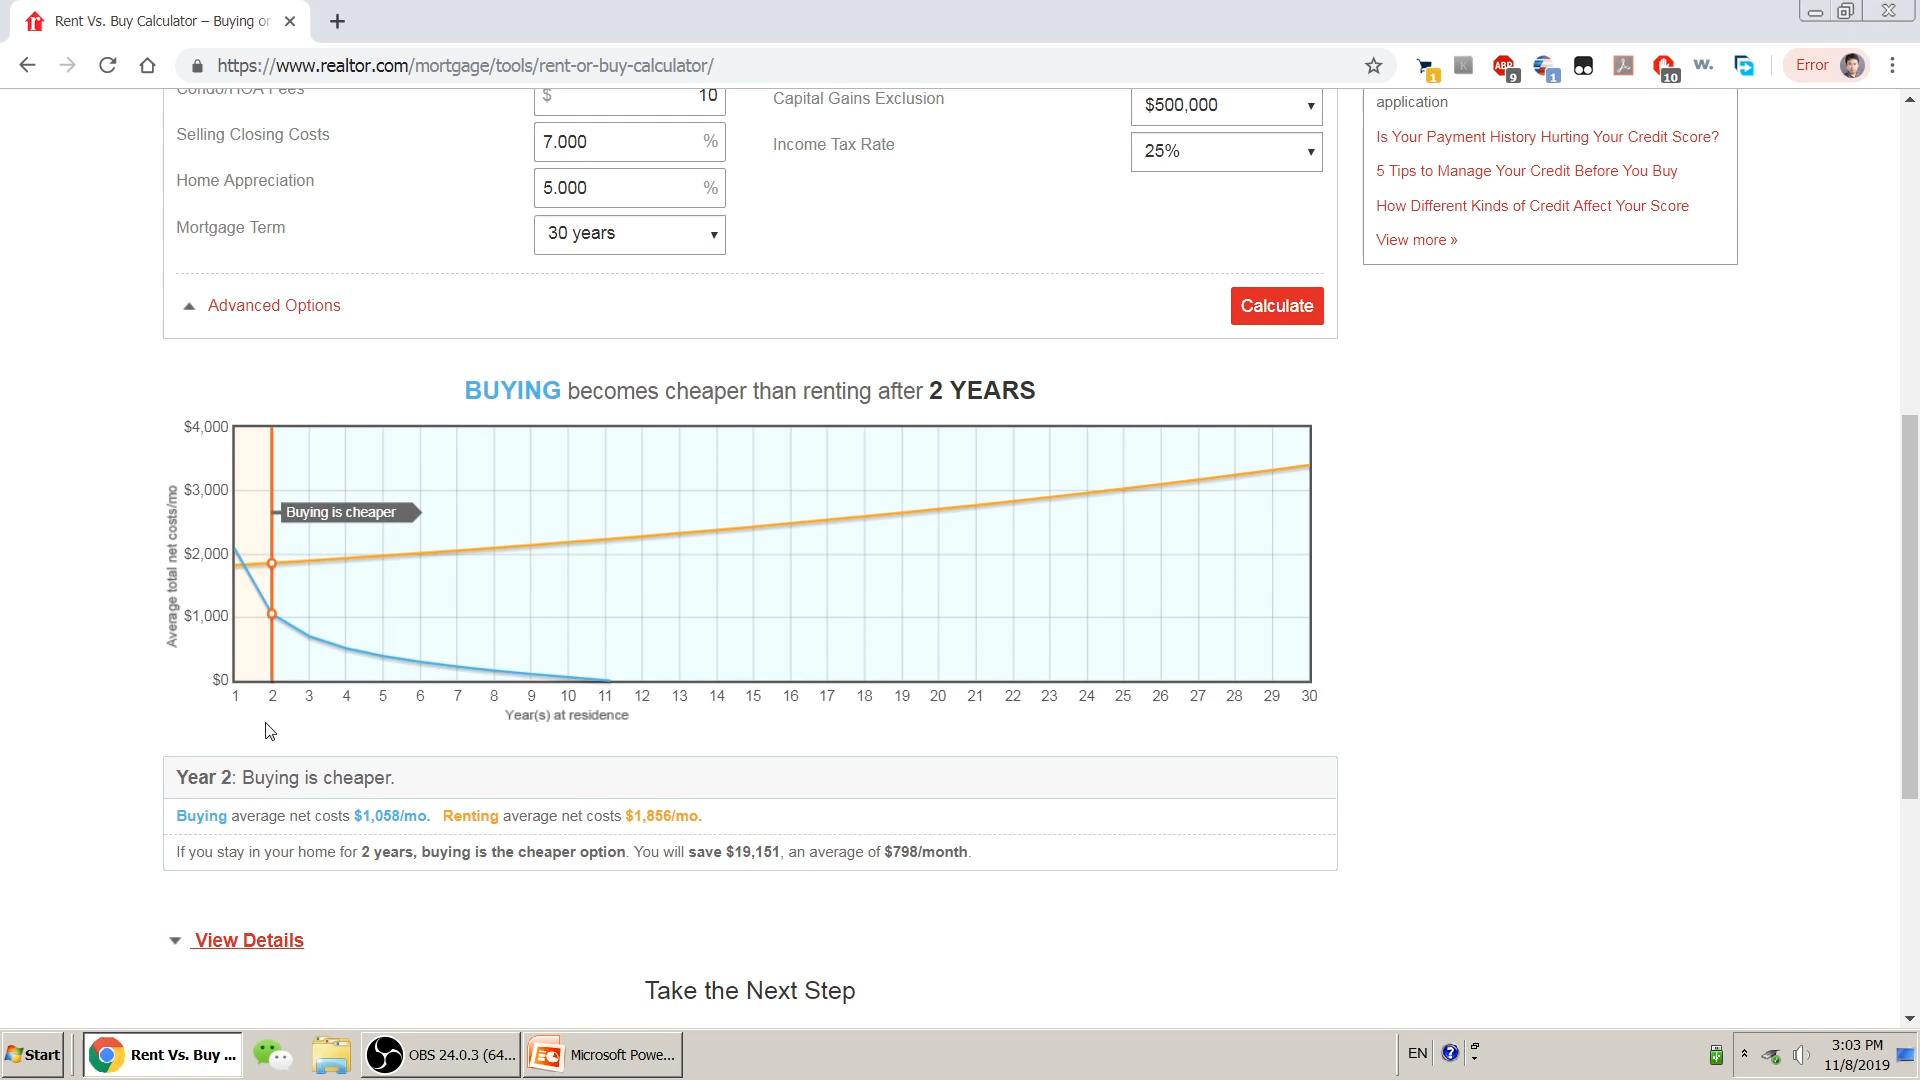 Rent Vs. Buy Calculator – Buying or
https://www.realtor.com/mortgage/tools/rent-or-buy-calculator/
1
K
ABP
9
1
10
w.
Error
Condo/HOA Fees
$ 10
Capital Gains Exclusion
$500,000
Selling Closing Costs
7.000 %
Income Tax Rate
25%
Home Appreciation
5.000 %
Mortgage Term
30 years
Advanced Options
Calculate
application
Is Your Payment History Hurting Your Credit Score?
5 Tips to Manage Your Credit Before You Buy
How Different Kinds of Credit Affect Your Score
View more »
BUYING becomes cheaper than renting after 2 YEARS
Average total net costs/mo
$4,000
$3,000
$2,000
$1,000
$0
Buying is cheaper
1 2 3 4 5 6 7 8 9 10 11 12 13 14 15 16 17 18 19 20 21 22 23 24 25 26 27 28 29 30
Year(s) at residence
Year 2: Buying is cheaper.
Buying average net costs $1,058/mo. Renting average net costs $1,856/mo.
If you stay in your home for 2 years, buying is the cheaper option. You will save $19,151, an average of $798/month.
View Details
Take the Next Step
Start
Rent Vs. Buy ...
OBS 24.0.3 (64...
Microsoft Powe...
EN
3:03 PM
11/8/2019